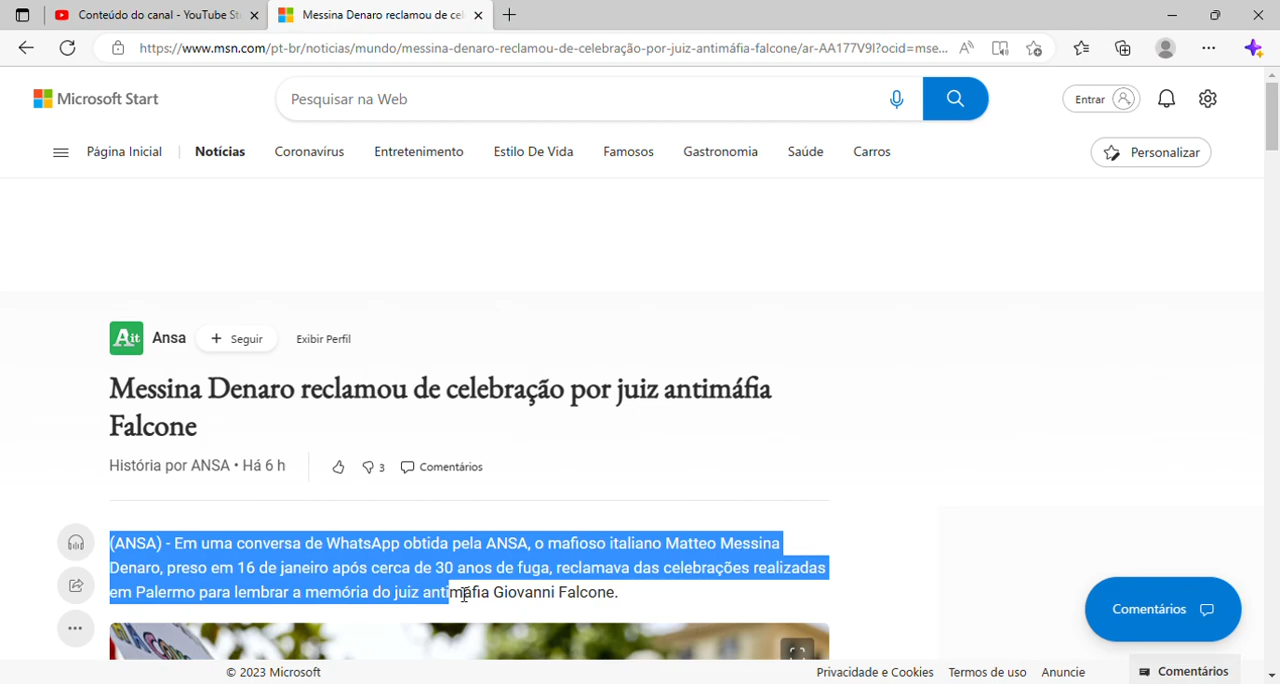 Conteúdo do canal - YouTube St
Messina Denaro reclamou de cel
https://www.msn.com/pt-br/noticias/mundo/messina-denaro-reclamou-de-celebração-por-juiz-antimáfia-falcone/ar-AA177V9l?ocid=mse...
Microsoft Start
Pesquisar na Web
Entrar
Página Inicial
Notícias
Coronavírus
Entretenimento
Estilo De Vida
Famosos
Gastronomia
Saúde
Carros
Personalizar
Ait
Ansa
+ Seguir
Exibir Perfil
Messina Denaro reclamou de celebração por juiz antimáfia
Falcone
História por ANSA • Há 6 h
3
Comentários
(ANSA) - Em uma conversa de WhatsApp obtida pela ANSA, o mafioso italiano Matteo Messina
Denaro, preso em 16 de janeiro após cerca de 30 anos de fuga, reclamava das celebrações realizadas
em Palermo para lembrar a memória do juiz antimáfia Giovanni Falcone.
Comentários
© 2023 Microsoft
Privacidade e Cookies
Termos de uso
Anuncie
Comentários